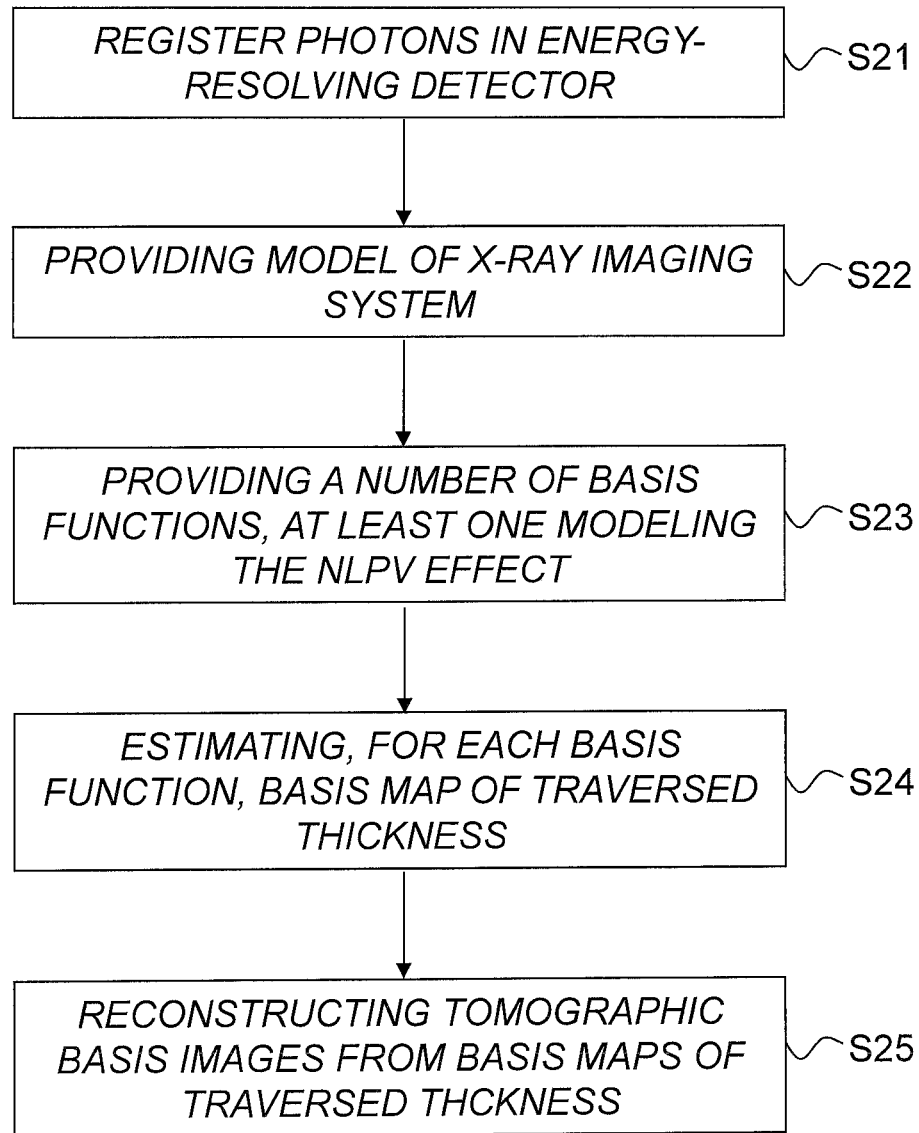 REGISTER PHOTONS IN ENERGY-
RESOLVING DETECTOR
S21
PROVIDING MODEL OF X-RAY IMAGING
SYSTEM
S22
PROVIDING A NUMBER OF BASIS
FUNCTIONS, AT LEAST ONE MODELING
THE NLPV EFFECT
S23
ESTIMATING, FOR EACH BASIS
FUNCTION, BASIS MAP OF TRAVERSED
THICKNESS
S24
RECONSTRUCTING TOMOGRAPHIC
BASIS IMAGES FROM BASIS MAPS OF
TRAVERSED THCKNESS
S25